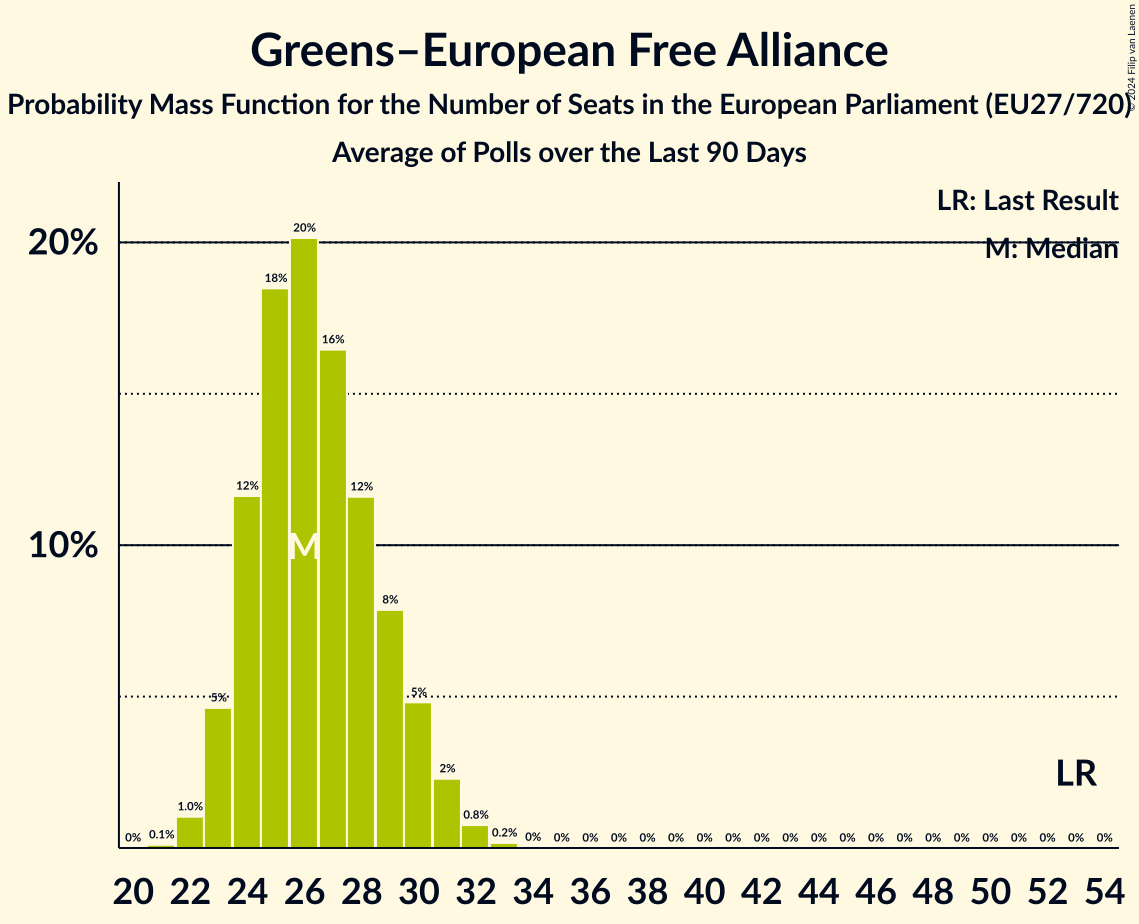 Greens–European Free Alliance
Probability Mass Function for the Number of Seats in the European Parliament (EU27/720)
Average of Polls over the Last 90 Days
© 2024 Filip van Laenen
LR: Last Result
M: Median
20%
10%
0% 0.1% 1.0% 5% 12% 18% 20% 16% 12% 8% 5% 2% 0.8% 0.2% 0% 0% 0% 0% 0% 0% 0% 0% 0% 0% 0% 0% 0% 0% 0% 0% 0% 0% 0% 0% 0%
M
LR
20 22 24 26 28 30 32 34 36 38 40 42 44 46 48 50 52 54